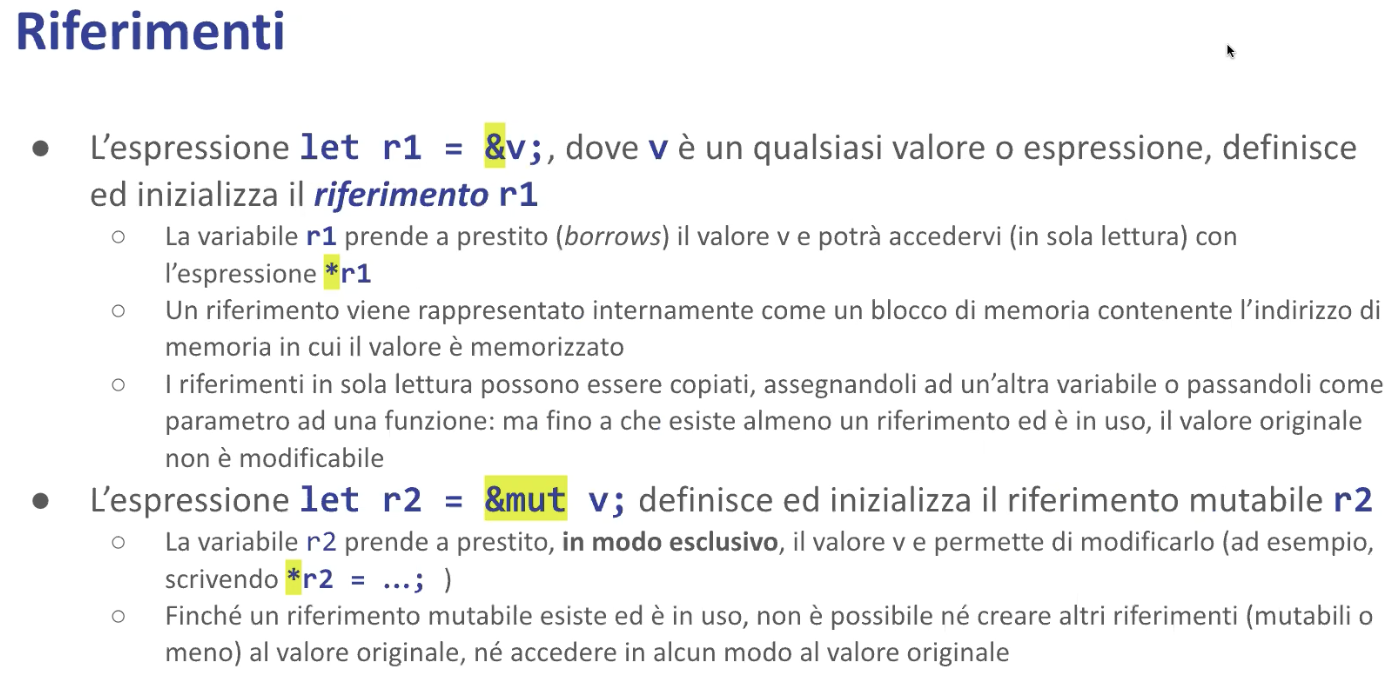 Riferimenti
● L’espressione let r1 = &v;, dove v è un qualsiasi valore o espressione, definisce
ed inizializza il riferimento r1
○ La variabile r1 prende a prestito (borrows) il valore v e potrà accedervi (in sola lettura) con
l’espressione *r1
○ Un riferimento viene rappresentato internamente come un blocco di memoria contenente l’indirizzo di
memoria in cui il valore è memorizzato
○ I riferimenti in sola lettura possono essere copiati, assegnandoli ad un’altra variabile o passandoli come
parametro ad una funzione: ma fino a che esiste almeno un riferimento ed è in uso, il valore originale
non è modificabile
● L’espressione let r2 = &mut v; definisce ed inizializza il riferimento mutabile r2
○ La variabile r2 prende a prestito, in modo esclusivo, il valore v e permette di modificarlo (ad esempio,
scrivendo *r2 = ...; )
○ Finché un riferimento mutabile esiste ed è in uso, non è possibile né creare altri riferimenti (mutabili o
meno) al valore originale, né accedere in alcun modo al valore originale